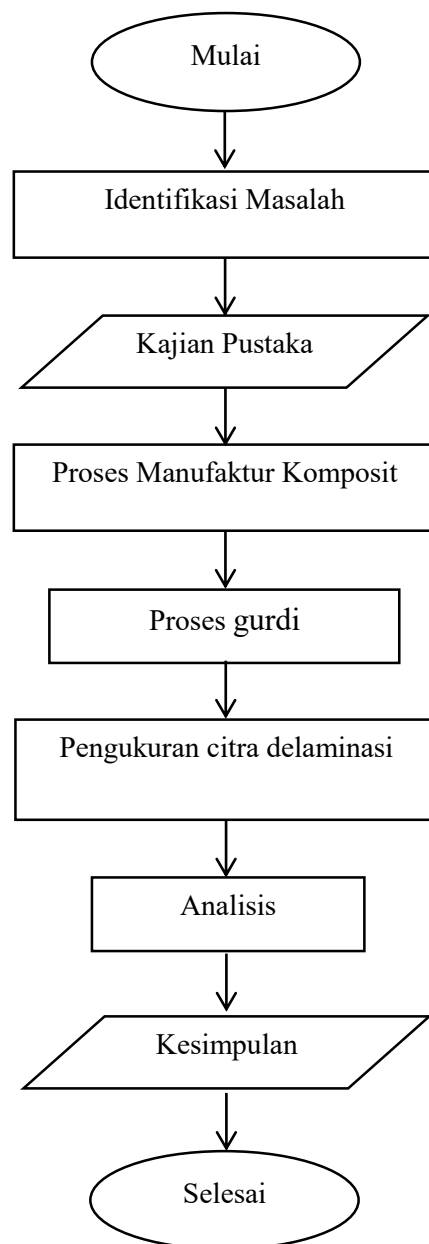 Mulai
Identifikasi Masalah
Kajian Pustaka
Proses Manufaktur Komposit
Proses gurdi
Pengukuran citra delaminasi
Analisis
Kesimpulan
Selesai